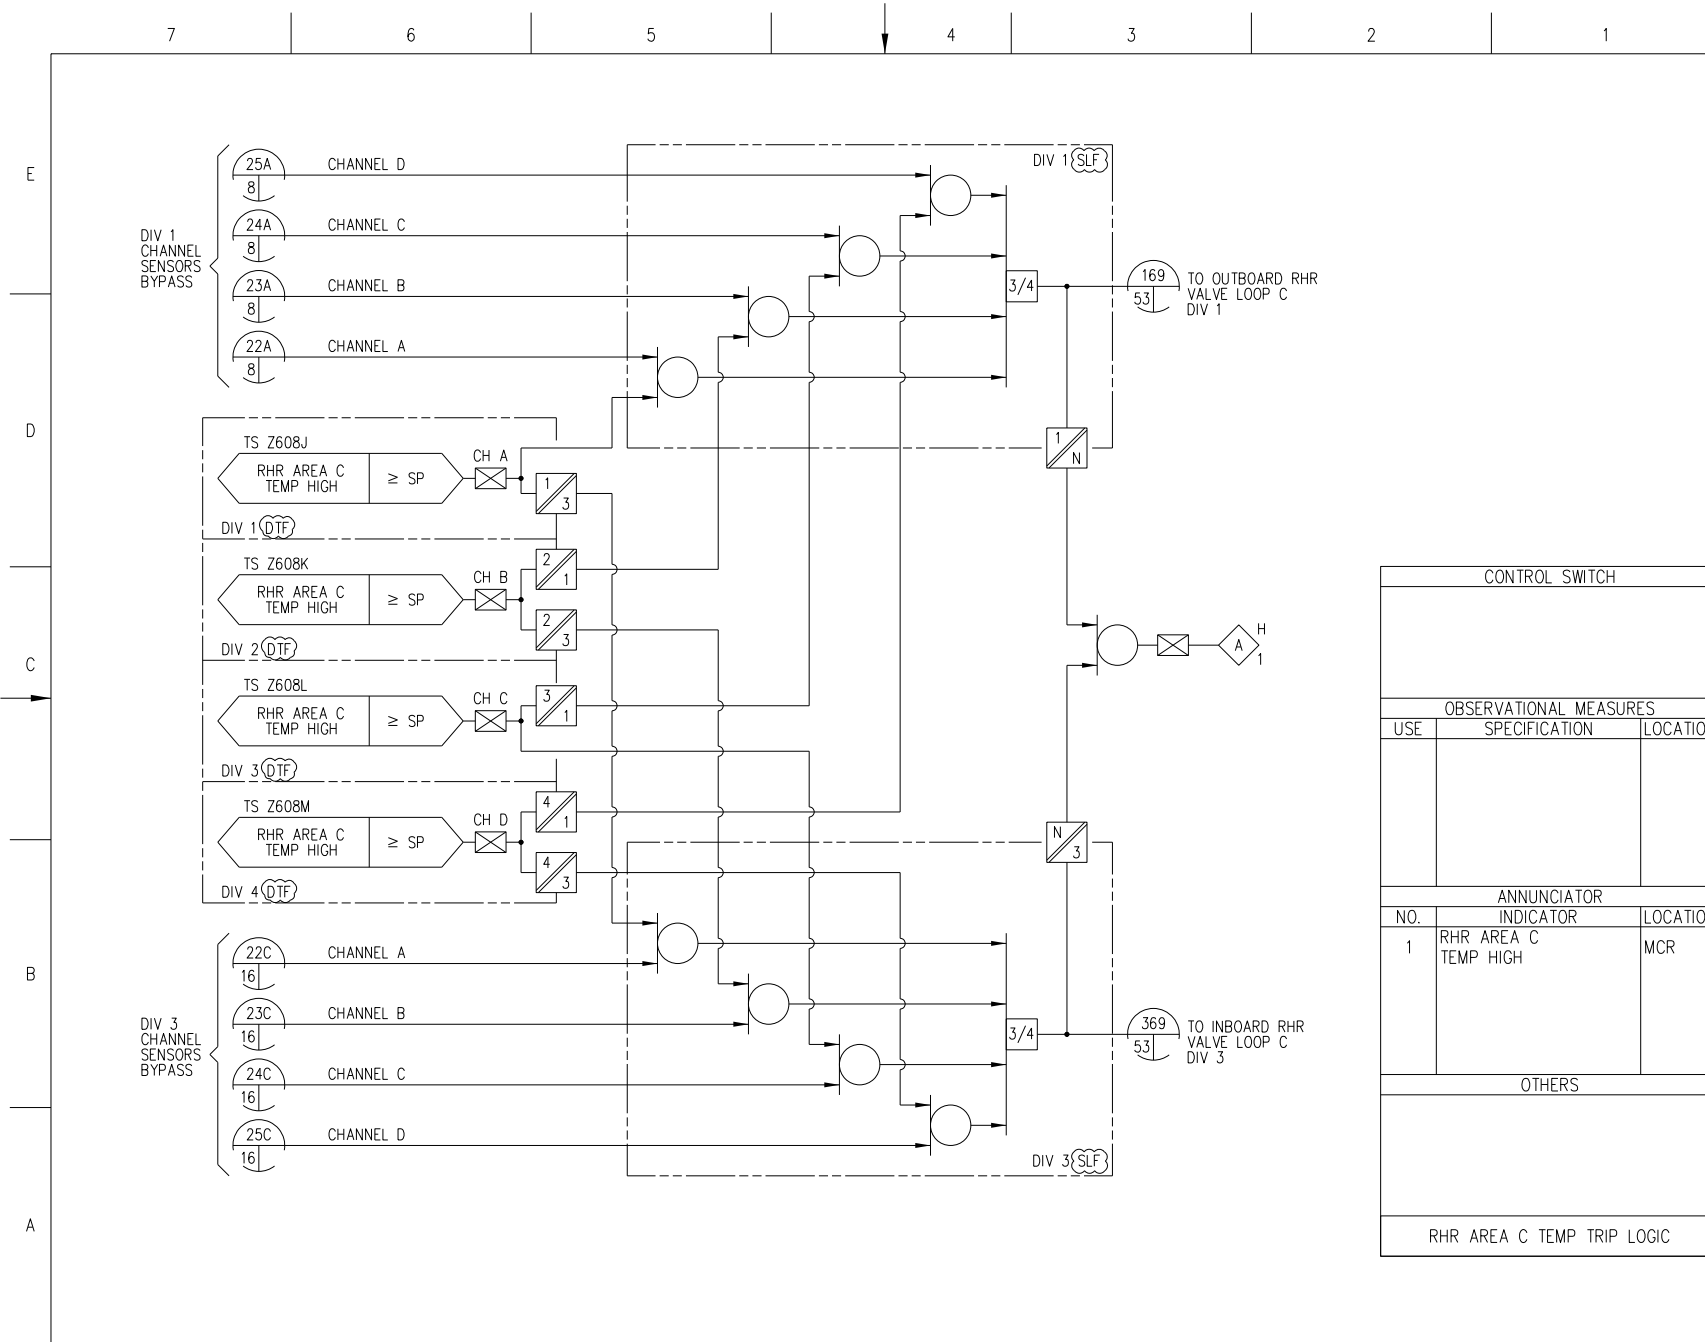 7 6 5 4 3 2 1
E
D
C
B
A
DIV 1
CHANNEL
SENSORS
BYPASS
25A
8
CHANNEL D
24A
8
CHANNEL C
23A
8
CHANNEL B
22A
8
CHANNEL A
DIV 1 SLF
3/4
169
53
TO OUTBOARD RHR
VALVE LOOP C
DIV 1
1
N
TS Z608J
RHR AREA C
TEMP HIGH
≥ SP
CH A
1
3
DIV 1 DTF
TS Z608K
RHR AREA C
TEMP HIGH
≥ SP
CH B
2
1
2
3
DIV 2 DTF
TS Z608L
RHR AREA C
TEMP HIGH
≥ SP
CH C
3
1
DIV 3 DTF
TS Z608M
RHR AREA C
TEMP HIGH
≥ SP
CH D
4
1
4
3
DIV 4 DTF
A
H
1
N
3
DIV 3
CHANNEL
SENSORS
BYPASS
22C
16
CHANNEL A
23C
16
CHANNEL B
24C
16
CHANNEL C
25C
16
CHANNEL D
3/4
369
53
TO INBOARD RHR
VALVE LOOP C
DIV 3
DIV 3 SLF
CONTROL SWITCH
OBSERVATIONAL MEASURES
USE SPECIFICATION LOCATIO
ANNUNCIATOR
NO. INDICATOR LOCATIO
1 RHR AREA C
TEMP HIGH MCR
OTHERS
RHR AREA C TEMP TRIP LOGIC